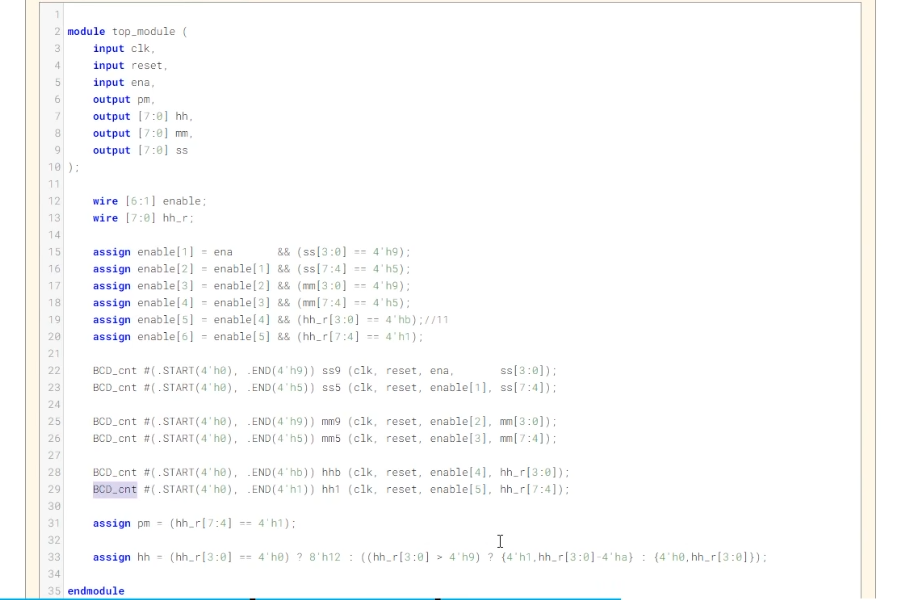 1
2 module top_module (
3     input clk,
4     input reset,
5     input ena,
6     output pm,
7     output [7:0] hh,
8     output [7:0] mm,
9     output [7:0] ss
10 );
11
12     wire [6:1] enable;
13     wire [7:0] hh_r;
14
15     assign enable[1] = ena       && (ss[3:0] == 4'h9);
16     assign enable[2] = enable[1] && (ss[7:4] == 4'h5);
17     assign enable[3] = enable[2] && (mm[3:0] == 4'h9);
18     assign enable[4] = enable[3] && (mm[7:4] == 4'h5);
19     assign enable[5] = enable[4] && (hh_r[3:0] == 4'hb);//11
20     assign enable[6] = enable[5] && (hh_r[7:4] == 4'h1);
21
22     BCD_cnt #(.START(4'h0), .END(4'h9)) ss9 (clk, reset, ena,       ss[3:0]);
23     BCD_cnt #(.START(4'h0), .END(4'h5)) ss5 (clk, reset, enable[1], ss[7:4]);
24
25     BCD_cnt #(.START(4'h0), .END(4'h9)) mm9 (clk, reset, enable[2], mm[3:0]);
26     BCD_cnt #(.START(4'h0), .END(4'h5)) mm5 (clk, reset, enable[3], mm[7:4]);
27
28     BCD_cnt #(.START(4'h0), .END(4'hb)) hhb (clk, reset, enable[4], hh_r[3:0]);
29     BCD_cnt #(.START(4'h0), .END(4'h1)) hh1 (clk, reset, enable[5], hh_r[7:4]);
30
31     assign pm = (hh_r[7:4] == 4'h1);
32
33     assign hh = (hh_r[3:0] == 4'h0) ? 8'h12 : ((hh_r[3:0] > 4'h9) ? {4'h1,hh_r[3:0]-4'ha} : {4'h0,hh_r[3:0]});
34
35 endmodule